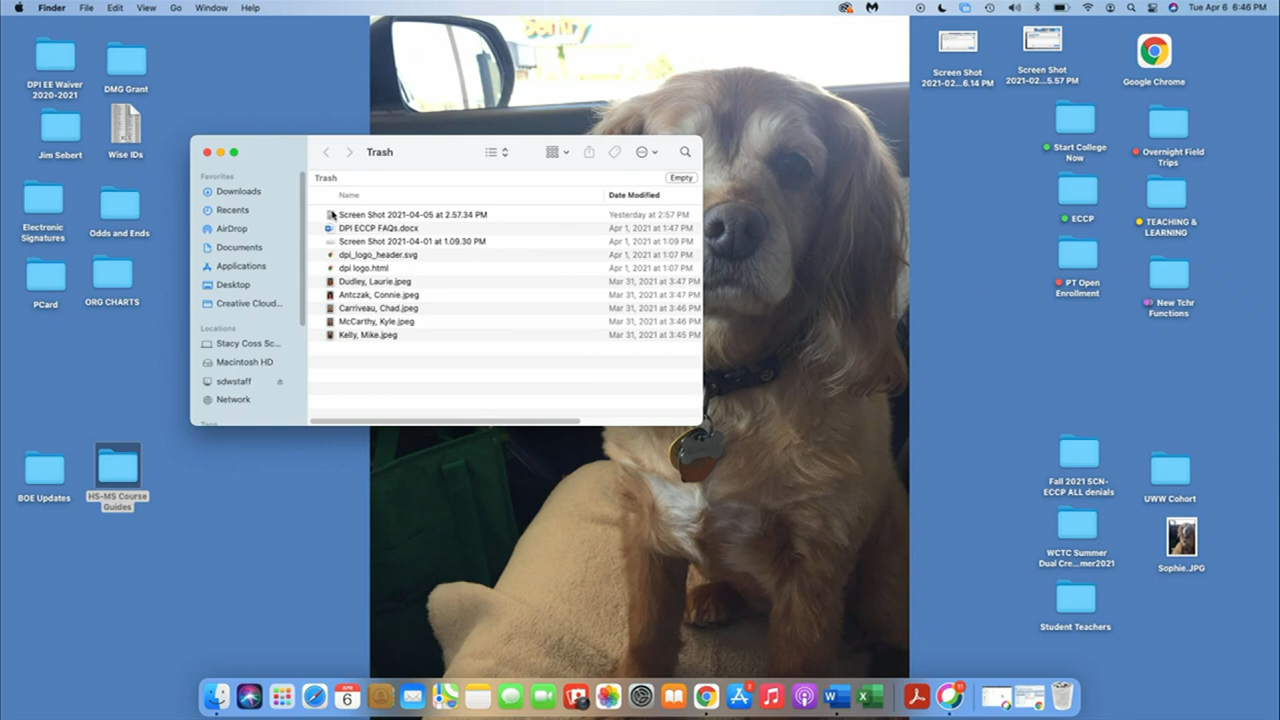 Finder File Edit View Go Window Help
Tue Apr 6 6:46 PM
DPI EE Waiver
2020-2021
DMG Grant
Jim Sebert
Wise IDs
Electronic
Signatures
Odds and Ends
PCard
ORG CHARTS
BOE Updates
HS-MS Course
Guides
Trash
Trash
Empty
Name
Date Modified
Screen Shot 2021-04-05 at 2.57.34 PM
Yesterday at 2:57 PM
DPI ECCP FAQs.docx
Apr 1, 2021 at 1:47 PM
Screen Shot 2021-04-01 at 1.09.30 PM
Apr 1, 2021 at 1:09 PM
dpi_logo_header.svg
Apr 1, 2021 at 1:07 PM
dpi logo.html
Apr 1, 2021 at 1:07 PM
Dudley, Laurie.jpeg
Mar 31, 2021 at 3:47 PM
Antczak, Connie.jpeg
Mar 31, 2021 at 3:47 PM
Carriveau, Chad.jpeg
Mar 31, 2021 at 3:46 PM
McCarthy, Kyle.jpeg
Mar 31, 2021 at 3:46 PM
Kelly, Mike.jpeg
Mar 31, 2021 at 3:45 PM
Favorites
Downloads
Recents
AirDrop
Documents
Applications
Desktop
Creative Cloud...
Locations
Stacy Coss Sc...
Macintosh HD
sdwstaff
Network
Screen Shot
2021-02...6.14 PM
Screen Shot
2021-02...5.57 PM
Google Chrome
Start College
Now
Overnight Field
Trips
ECCP
TEACHING &
LEARNING
PT Open
Enrollment
New Tchr
Functions
Fall 2021 SCN-
ECCP ALL denials
UWW Cohort
WCTC Summer
Dual Cre...mer2021
Sophie.JPG
Student Teachers
APR
6